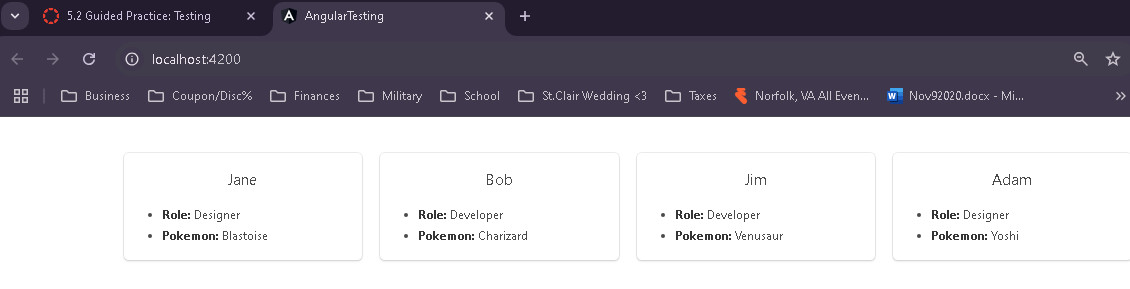 5.2 Guided Practice: Testing
AngularTesting
localhost:4200
Business
Coupon/Disc%
Finances
Military
School
St.Clair Wedding <3
Taxes
Norfolk, VA All Even...
Nov92020.docx - Mi...
Jane
Role: Designer
Pokemon: Blastoise
Bob
Role: Developer
Pokemon: Charizard
Jim
Role: Developer
Pokemon: Venusaur
Adam
Role: Designer
Pokemon: Yoshi